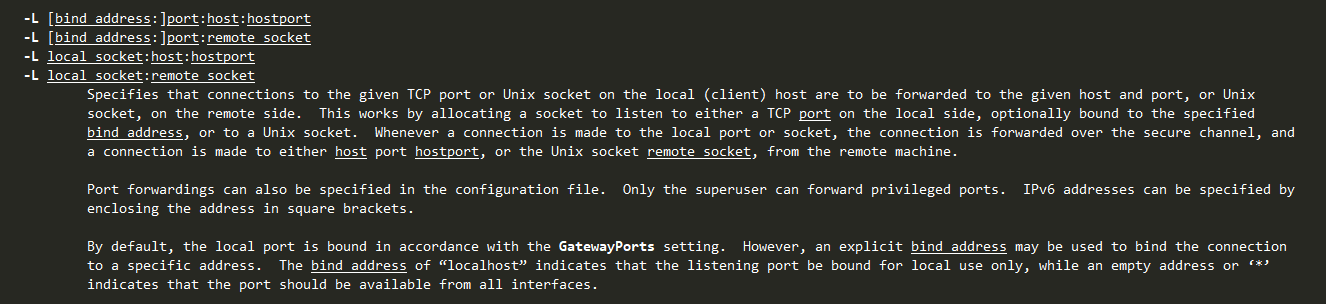 -L [bind_address:]port:host:hostport
-L [bind_address:]port:remote_socket
-L local_socket:host:hostport
-L local_socket:remote_socket
Specifies that connections to the given TCP port or Unix socket on the local (client) host are to be forwarded to the given host and port, or Unix
socket, on the remote side.  This works by allocating a socket to listen to either a TCP port on the local side, optionally bound to the specified
bind_address, or to a Unix socket.  Whenever a connection is made to the local port or socket, the connection is forwarded over the secure channel, and
a connection is made to either host port hostport, or the Unix socket remote_socket, from the remote machine.
Port forwardings can also be specified in the configuration file.  Only the superuser can forward privileged ports.  IPv6 addresses can be specified by
enclosing the address in square brackets.
By default, the local port is bound in accordance with the GatewayPorts setting.  However, an explicit bind_address may be used to bind the connection
to a specific address.  The bind_address of “localhost” indicates that the listening port be bound for local use only, while an empty address or ‘*’
indicates that the port should be available from all interfaces.